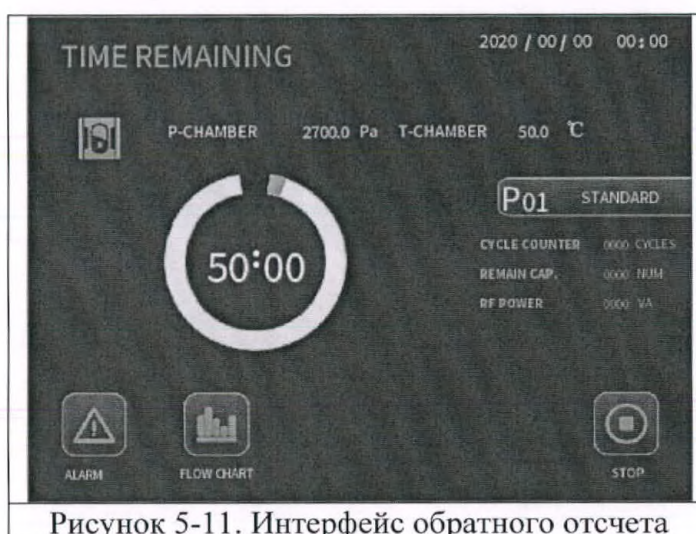 TIME REMAINING
2020 / 00 / 00 00:00
P-CHAMBER 2700.0 Pa T-CHAMBER 50.0 ℃
P01 STANDARD
50:00
CYCLE COUNTER 0000 CYCLES
REMAIN CAP. 0000 NUM
RF POWER 0000 VA
ALARM FLOW CHART STOP
Рисунок 5-11. Интерфейс обратного отсчета